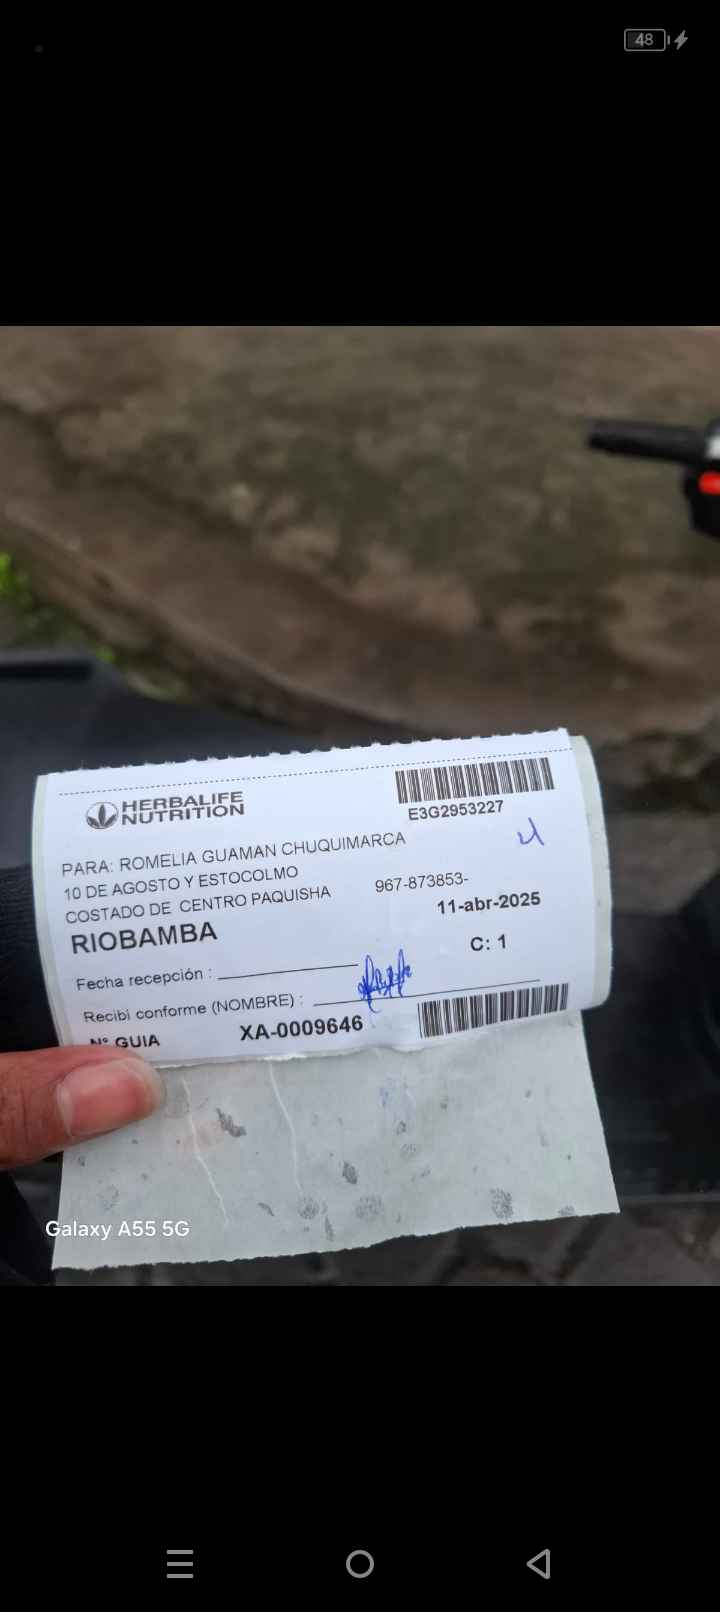 48
HERBALIFE
NUTRITION
E3G2953227
4
PARA: ROMELIA GUAMAN CHUQUIMARCA
10 DE AGOSTO Y ESTOCOLMO
COSTADO DE CENTRO PAQUISHA 967-873853-
RIOBAMBA 11-abr-2025
C: 1
Fecha recepción :
Recibi conforme (NOMBRE) :
N° GUIA XA-0009646
Galaxy A55 5G